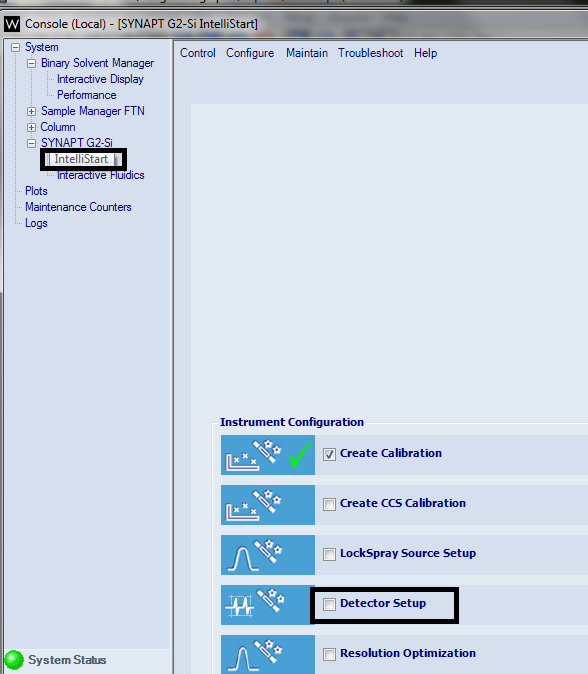 Console (Local) - [SYNAPT G2-Si IntelliStart]
System
Binary Solvent Manager
Interactive Display
Performance
Sample Manager FTN
Column
SYNAPT G2-Si
IntelliStart
Interactive Fluidics
Plots
Maintenance Counters
Logs
Control Configure Maintain Troubleshoot Help
Instrument Configuration
Create Calibration
Create CCS Calibration
LockSpray Source Setup
Detector Setup
Resolution Optimization
System Status